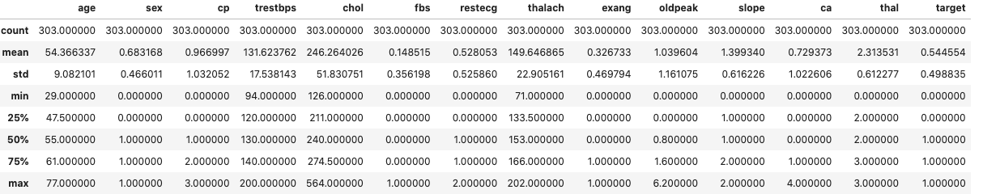 age sex cp trestbps chol fbs restecg thalach exang oldpeak slope ca thal target
count 303.000000 303.000000 303.000000 303.000000 303.000000 303.000000 303.000000 303.000000 303.000000 303.000000 303.000000 303.000000 303.000000 303.000000
mean 54.366337 0.683168 0.966997 131.623762 246.264026 0.148515 0.528053 149.646865 0.326733 1.039604 1.399340 0.729373 2.313531 0.544554
std 9.082101 0.466011 1.032052 17.538143 51.830751 0.356198 0.525860 22.905161 0.469794 1.161075 0.616226 1.022606 0.612277 0.498835
min 29.000000 0.000000 0.000000 94.000000 126.000000 0.000000 0.000000 71.000000 0.000000 0.000000 0.000000 0.000000 0.000000 0.000000
25% 47.500000 0.000000 0.000000 120.000000 211.000000 0.000000 0.000000 133.500000 0.000000 0.000000 1.000000 0.000000 2.000000 0.000000
50% 55.000000 1.000000 1.000000 130.000000 240.000000 0.000000 1.000000 153.000000 0.000000 0.800000 1.000000 0.000000 2.000000 1.000000
75% 61.000000 1.000000 2.000000 140.000000 274.500000 0.000000 1.000000 166.000000 1.000000 1.600000 2.000000 1.000000 3.000000 1.000000
max 77.000000 1.000000 3.000000 200.000000 564.000000 1.000000 2.000000 202.000000 1.000000 6.200000 2.000000 4.000000 3.000000 1.000000